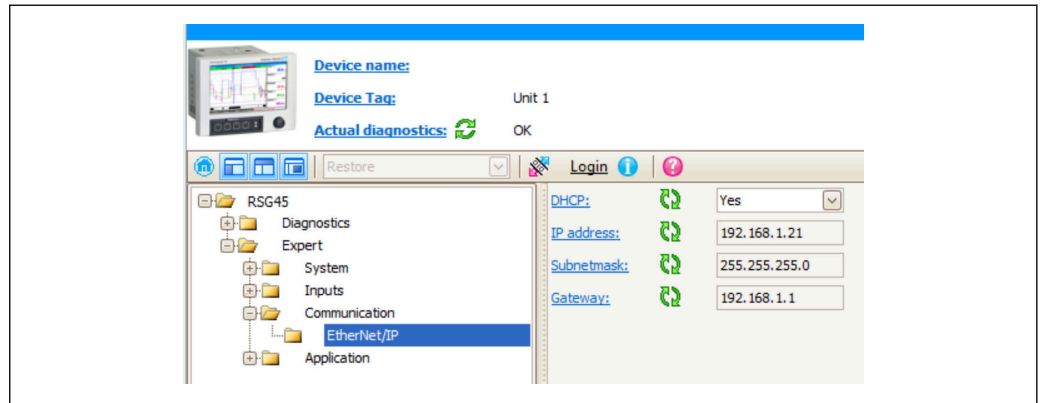 Device name:
Device Tag: Unit 1
Actual diagnostics: OK
Restore Login
RSG45
Diagnostics
Expert
System
Inputs
Communication
EtherNet/IP
Application
DHCP: Yes
IP address: 192.168.1.21
Subnetmask: 255.255.255.0
Gateway: 192.168.1.1